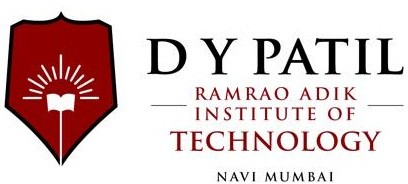 D Y PATIL
RAMRAO ADIK
INSTITUTE OF
TECHNOLOGY
NAVI MUMBAI